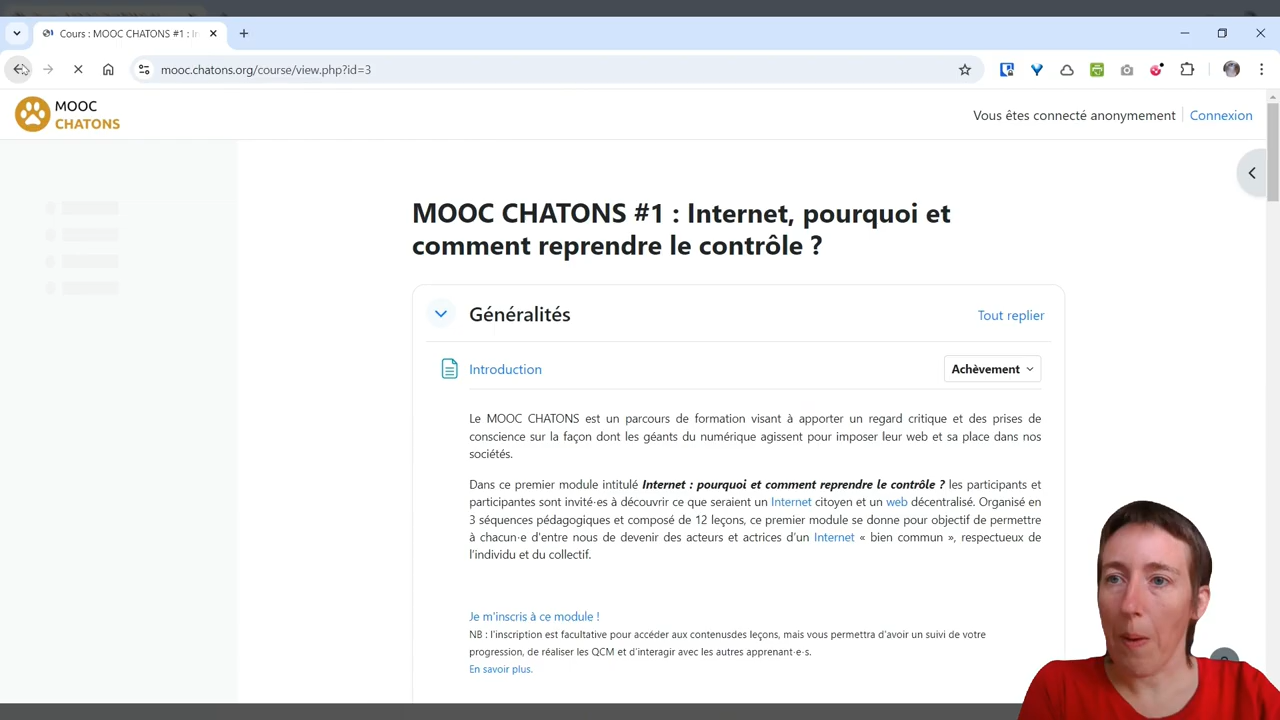 Cours : MOOC CHATONS #1 : I
mooc.chatons.org/course/view.php?id=3
MOOC
CHATONS
Vous êtes connecté anonymement
Connexion
MOOC CHATONS #1 : Internet, pourquoi et
comment reprendre le contrôle ?
Généralités
Tout replier
Introduction
Achèvement
Le MOOC CHATONS est un parcours de formation visant à apporter un regard critique et des prises de
conscience sur la façon dont les géants du numérique agissent pour imposer leur web et sa place dans nos
sociétés.
Dans ce premier module intitulé Internet : pourquoi et comment reprendre le contrôle ? les participants et
participantes sont invité·es à découvrir ce que seraient un Internet citoyen et un web décentralisé. Organisé en
3 séquences pédagogiques et composé de 12 leçons, ce premier module se donne pour objectif de permettre
à chacun·e d'entre nous de devenir des acteurs et actrices d'un Internet « bien commun », respectueux de
l'individu et du collectif.
Je m'inscris à ce module !
NB : l'inscription est facultative pour accéder aux contenusdes leçons, mais vous permettra d'avoir un suivi de votre
progression, de réaliser les QCM et d'interagir avec les autres apprenant·e·s.
En savoir plus.